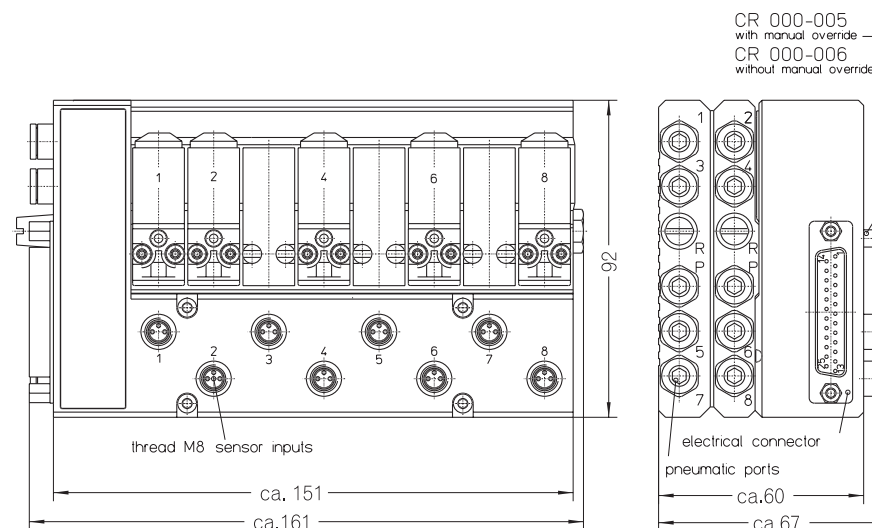 CR 000-005
with manual override
CR 000-006
without manual override
1 2 4 6 8
92
1 3 5 7
2 4 6 8
thread M8 sensor inputs
ca. 151
ca.161
1 2
3 4
R R
P P
5 6
7 8
14
electrical connector
pneumatic ports
ca.60
ca.67